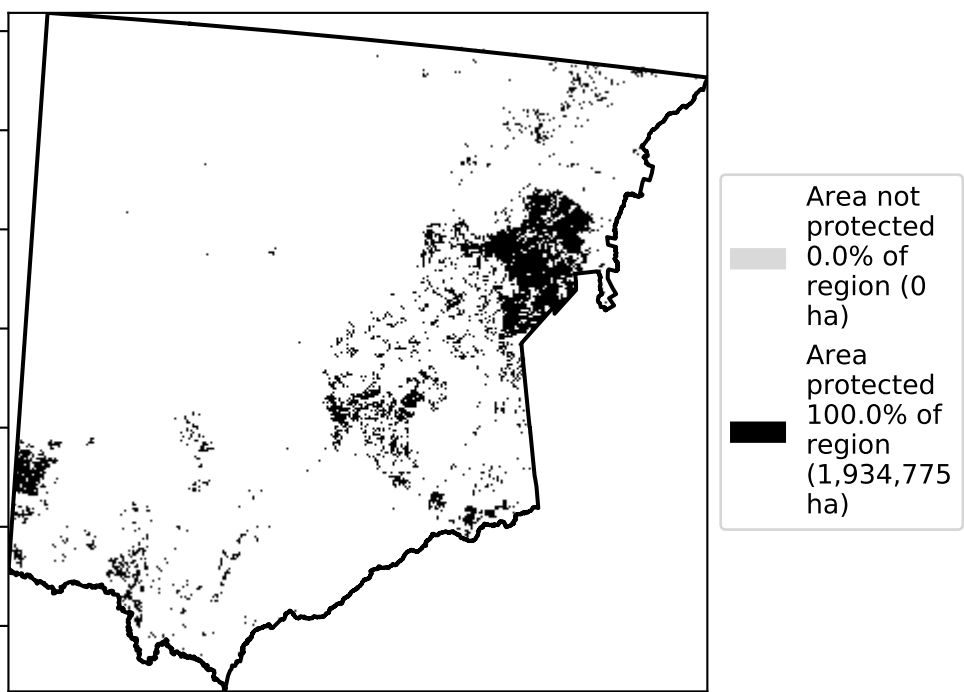 Area not
protected
0.0% of
region (0
ha)
Area
protected
100.0% of
region
(1,934,775
ha)